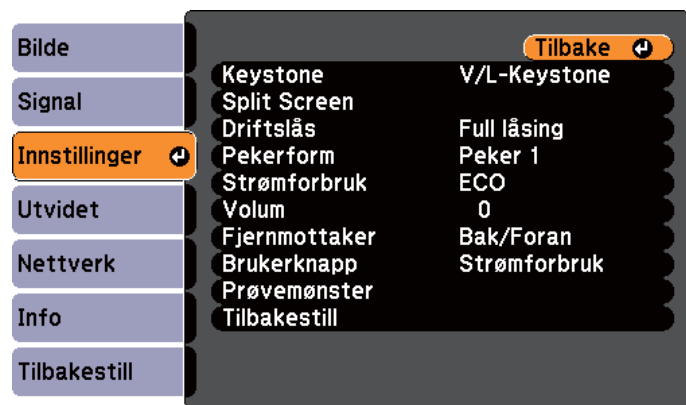 Bilde
Signal
Innstillinger
Utvidet
Nettverk
Info
Tilbakestill
Tilbake
Keystone V/L-Keystone
Split Screen
Driftslås Full låsing
Pekerform Peker 1
Strømforbruk ECO
Volum 0
Fjernmottaker Bak/Foran
Brukerknapp Strømforbruk
Prøvemønster
Tilbakestill